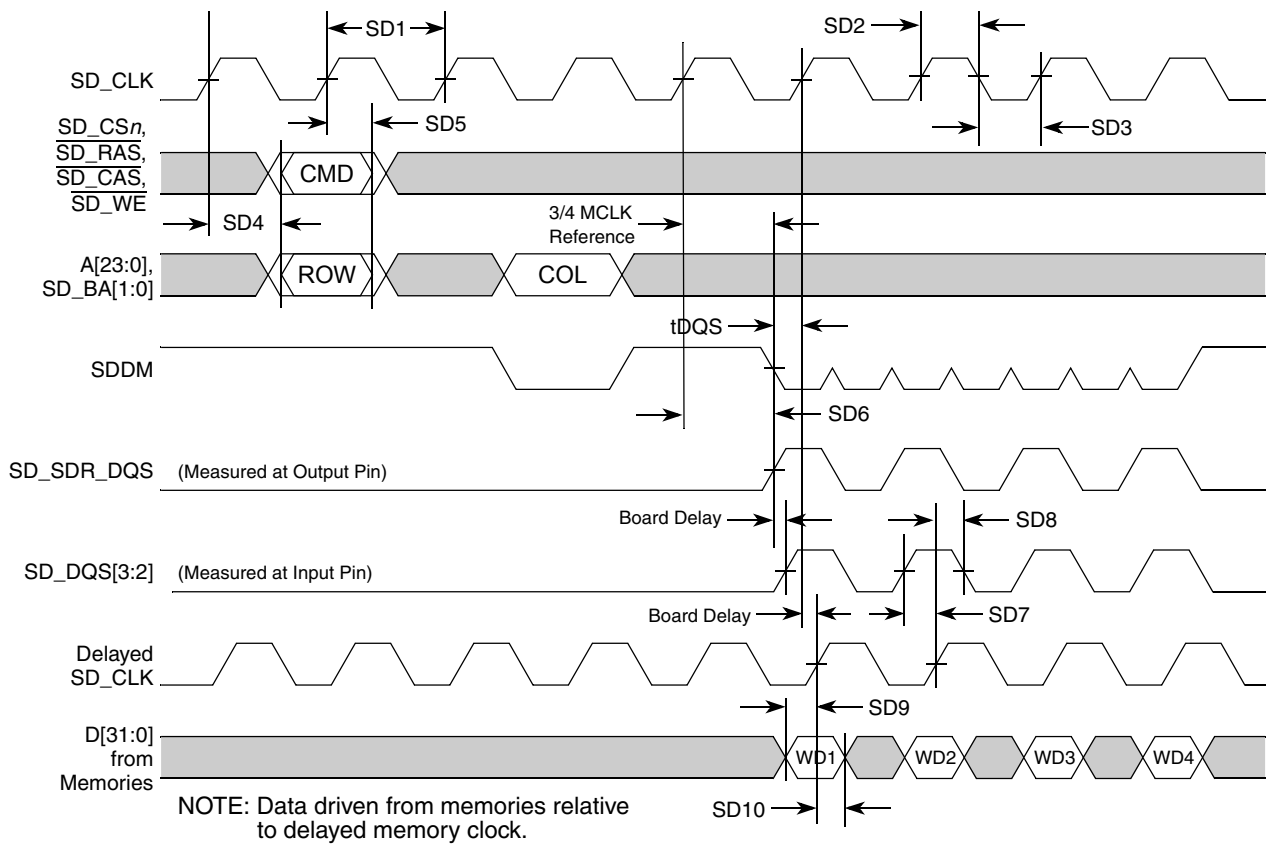 SD1
SD2
SD_CLK
SD5
SD3
SD_CSn,
SD_RAS,
SD_CAS,
SD_WE
CMD
SD4
3/4 MCLK
Reference
A[23:0],
SD_BA[1:0]
ROW
COL
tDQS
SDDM
SD6
SD_SDR_DQS
(Measured at Output Pin)
Board Delay
SD8
SD_DQS[3:2]
(Measured at Input Pin)
Board Delay
SD7
Delayed
SD_CLK
SD9
D[31:0]
from
Memories
WD1
WD2
WD3
WD4
SD10
NOTE: Data driven from memories relative
to delayed memory clock.